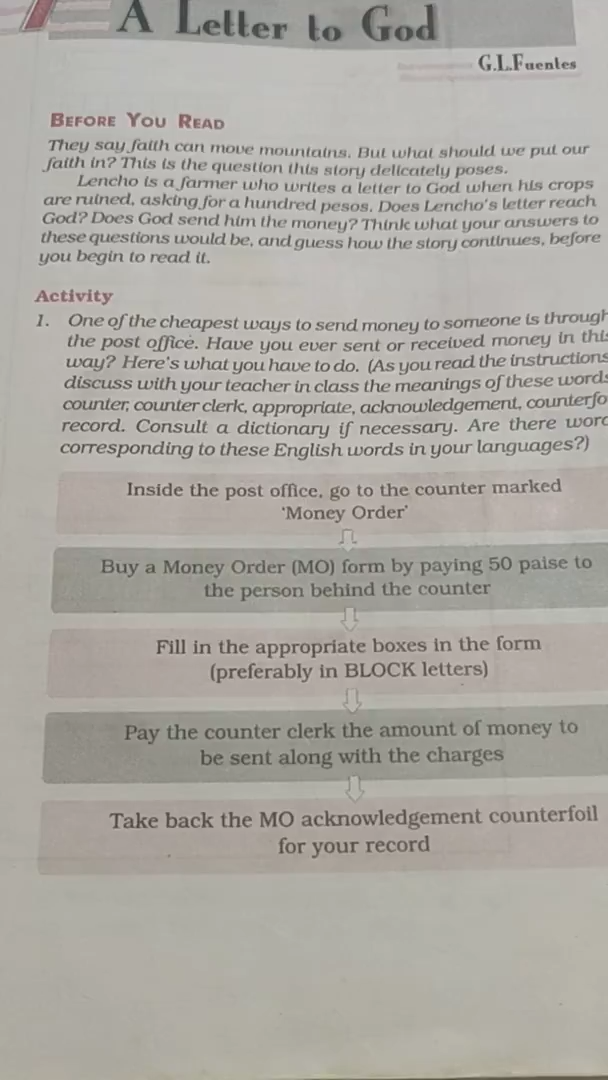 A Letter to God
G.L.Fuentes
BEFORE YOU READ
They say faith can move mountains. But what should we put our
faith in? This is the question this story delicately poses.
Lencho is a farmer who writes a letter to God when his crops
are ruined, asking for a hundred pesos. Does Lencho's letter reach
God? Does God send him the money? Think what your answers to
these questions would be, and guess how the story continues, before
you begin to read it.
Activity
1. One of the cheapest ways to send money to someone is through
the post office. Have you ever sent or received money in this
way? Here's what you have to do. (As you read the instructions
discuss with your teacher in class the meanings of these words
counter, counter clerk, appropriate, acknowledgement, counterfo
record. Consult a dictionary if necessary. Are there word
corresponding to these English words in your languages?)
Inside the post office, go to the counter marked
'Money Order'
Buy a Money Order (MO) form by paying 50 paise to
the person behind the counter
Fill in the appropriate boxes in the form
(preferably in BLOCK letters)
Pay the counter clerk the amount of money to
be sent along with the charges
Take back the MO acknowledgement counterfoil
for your record